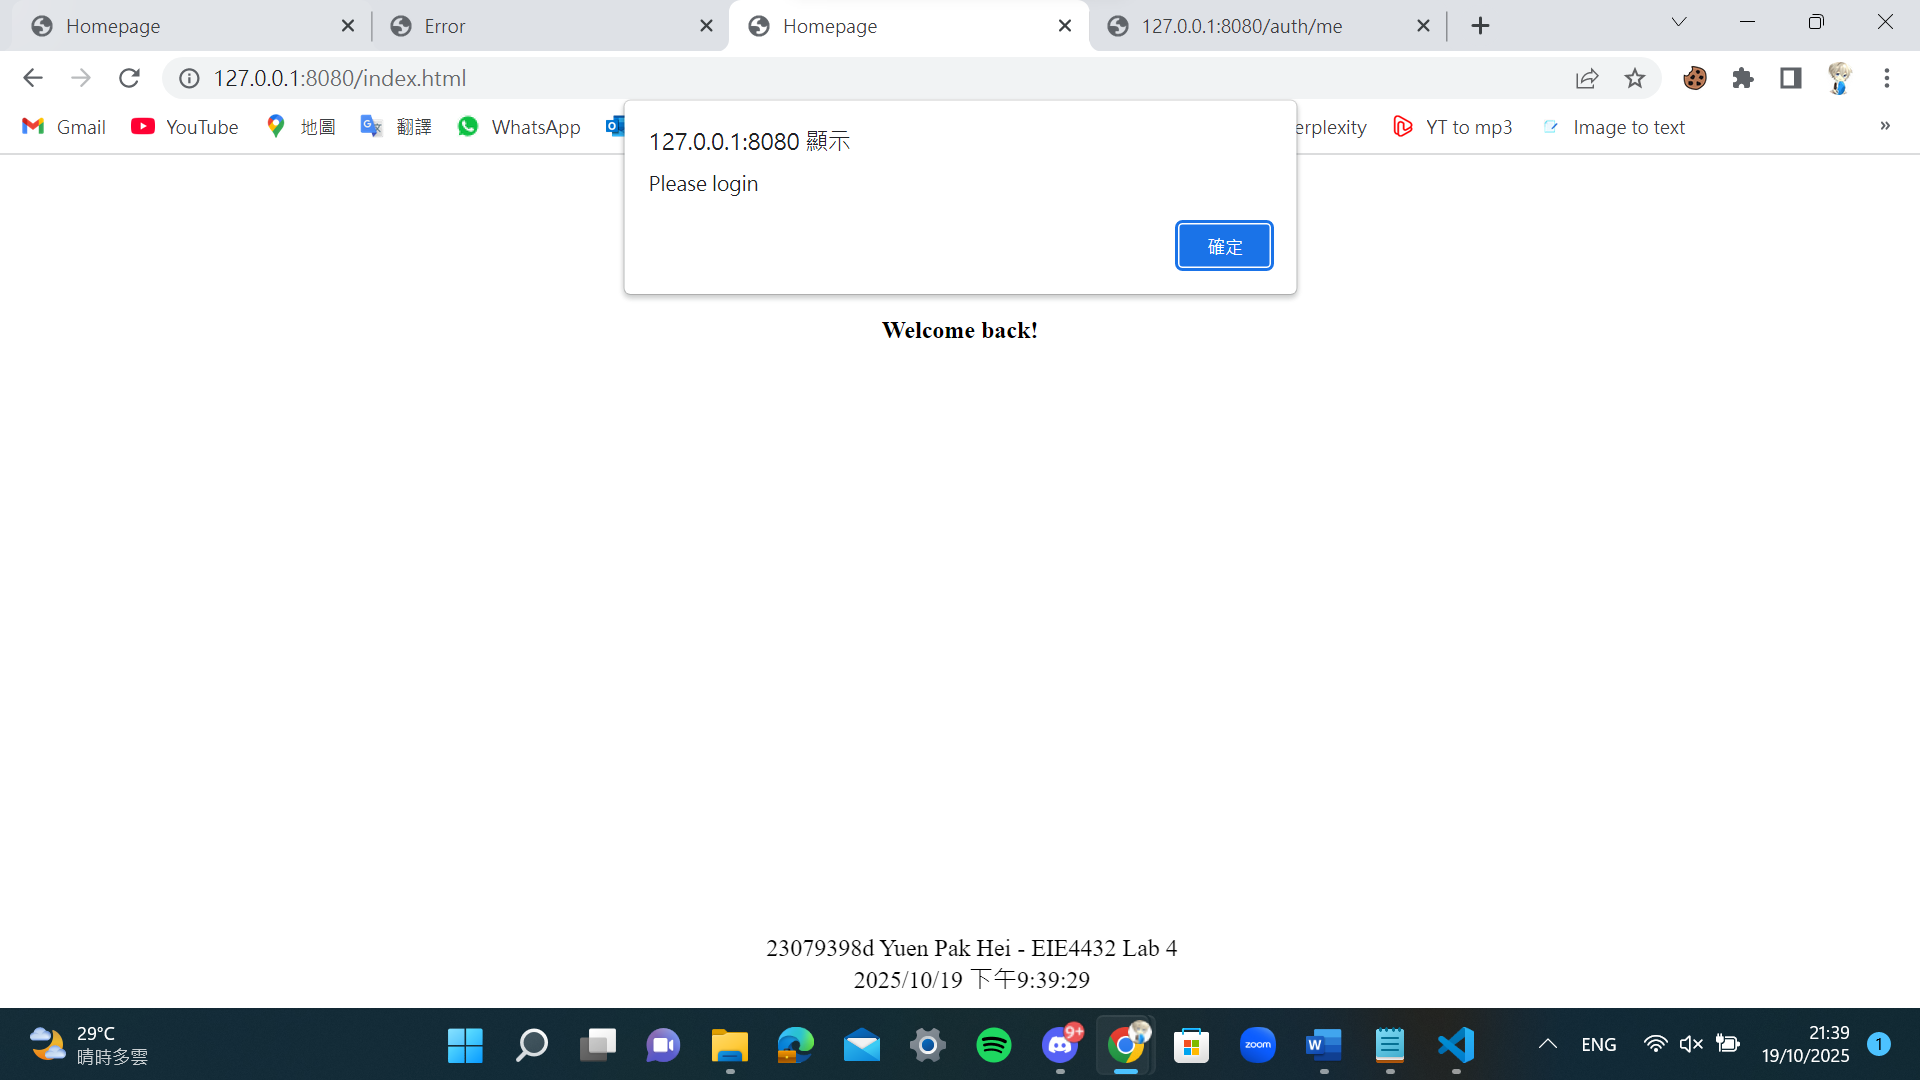 Homepage
Error
Homepage
127.0.0.1:8080/auth/me
127.0.0.1:8080/index.html
Gmail
YouTube
地圖
翻譯
WhatsApp
erplexity
YT to mp3
Image to text
»
127.0.0.1:8080 顯示
Please login
確定
Welcome back!
23079398d Yuen Pak Hei - EIE4432 Lab 4
2025/10/19 下午9:39:29
29°C
晴時多雲
9+
zoom
ENG
21:39
19/10/2025
1